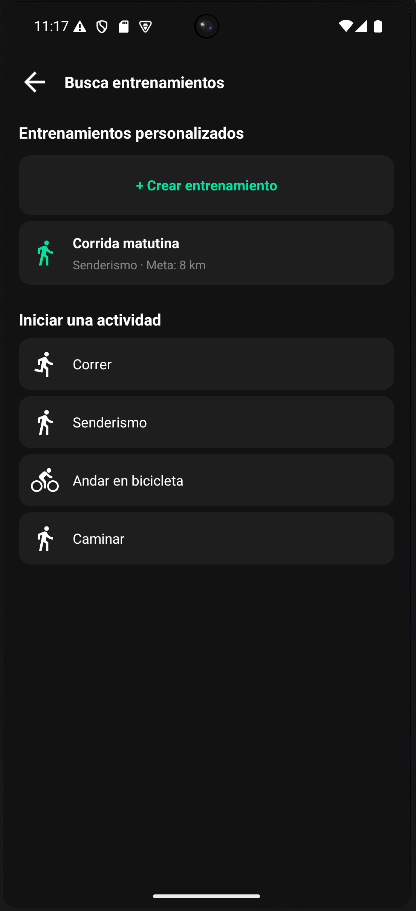 11:17
Busca entrenamientos
Entrenamientos personalizados
+ Crear entrenamiento
Corrida matutina
Senderismo · Meta: 8 km
Iniciar una actividad
Correr
Senderismo
Andar en bicicleta
Caminar